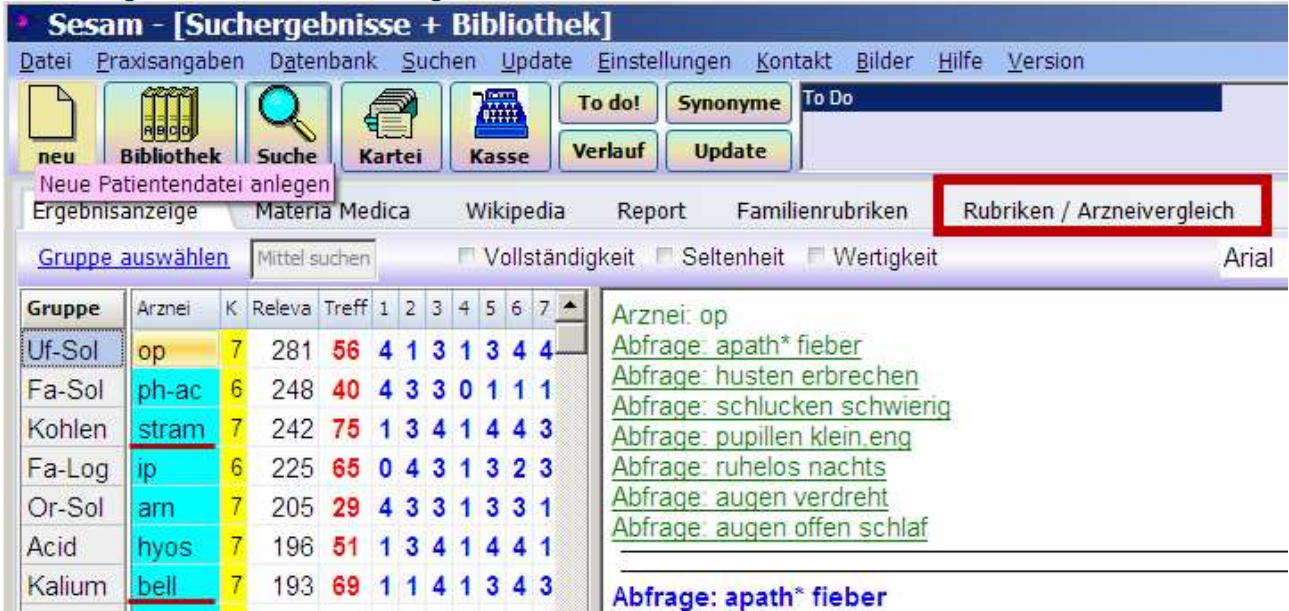 Sesam - [Suchergebnisse + Bibliothek]
Datei Praxisangaben Datenbank Suchen Update Einstellungen Kontakt Bilder Hilfe Version
neu Bibliothek Suche Kartei Kasse To do! Synonyme To Do
Verlauf Update
ABCD
Neue Patientendatei anlegen
Ergebnisanzeige Materia Medica Wikipedia Report Familienrubriken Rubriken / Arzneivergleich
Gruppe auswählen Mittel suchen Vollständigkeit Seltenheit Wertigkeit Arial
Gruppe Arznei K Releva Treff 1 2 3 4 5 6 7
Uf-Sol op 7 281 56 4 1 3 1 3 4 4
Fa-Sol ph-ac 6 248 40 4 3 3 0 1 1 1
Kohlen stram 7 242 75 1 3 4 1 4 4 3
Fa-Log ip 6 225 65 0 4 3 1 3 2 3
Or-Sol arn 7 205 29 4 3 3 1 3 3 1
Acid hyos 7 196 51 1 3 4 1 4 4 1
Kalium bell 7 193 69 1 1 4 1 3 4 3
Arznei: op
Abfrage: apath* fieber
Abfrage: husten erbrechen
Abfrage: schlucken schwierig
Abfrage: pupillen klein,eng
Abfrage: ruhelos nachts
Abfrage: augen verdreht
Abfrage: augen offen schlaf
Abfrage: apath* fieber